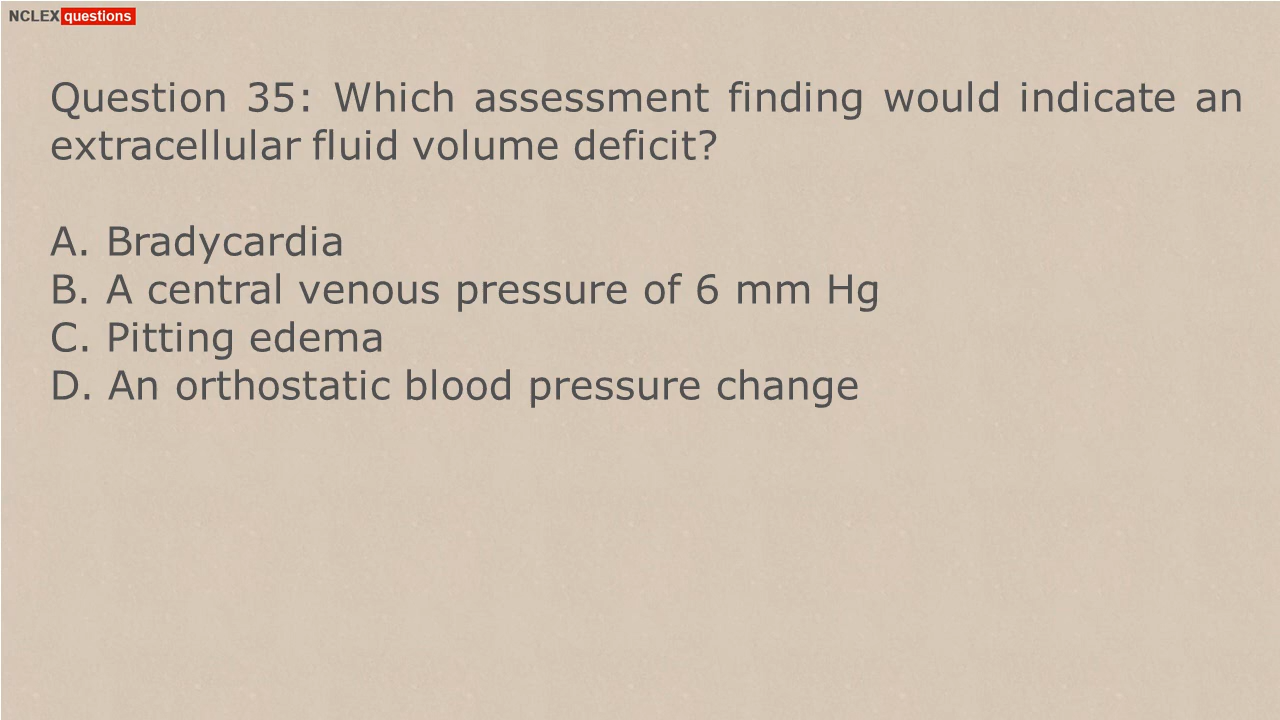 NCLEX questions
Question 35: Which assessment finding would indicate an
extracellular fluid volume deficit?
A. Bradycardia
B. A central venous pressure of 6 mm Hg
C. Pitting edema
D. An orthostatic blood pressure change